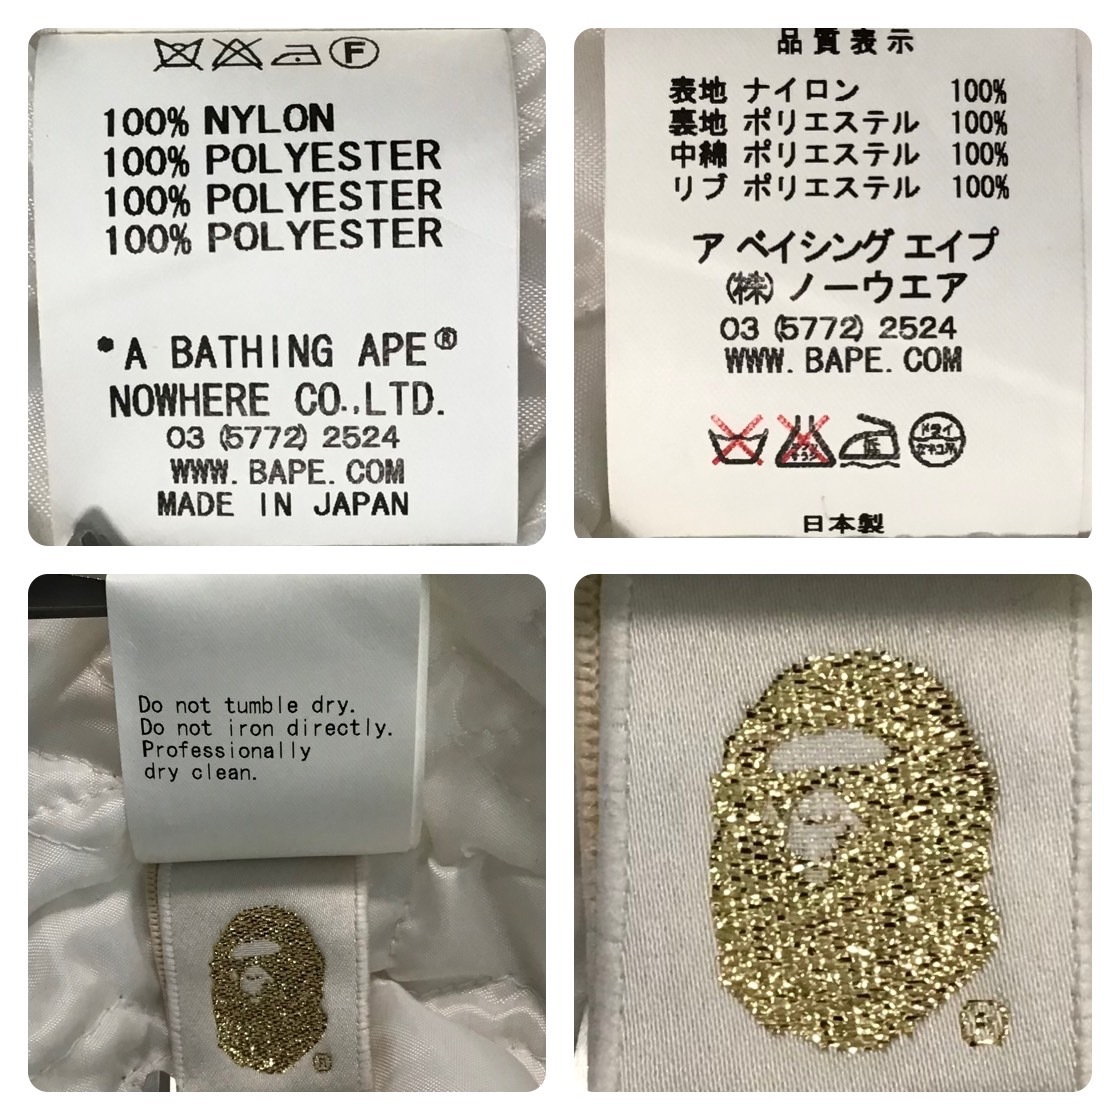 F
100% NYLON
100% POLYESTER
100% POLYESTER
100% POLYESTER
•A BATHING APE®
NOWHERE CO.,LTD.
03 (5772) 2524
WWW. BAPE. COM
MADE IN JAPAN
品質表示
表地 ナイロン 100%
裏地 ポリエステル 100%
中綿 ポリエステル 100%
リブ ポリエステル 100%
ア ベイシング エイプ
(株) ノーウエア
03 (5772) 2524
WWW. BAPE. COM
ドライ
日本製
Do not tumble dry.
Do not iron directly.
Professionally
dry clean.
®
®